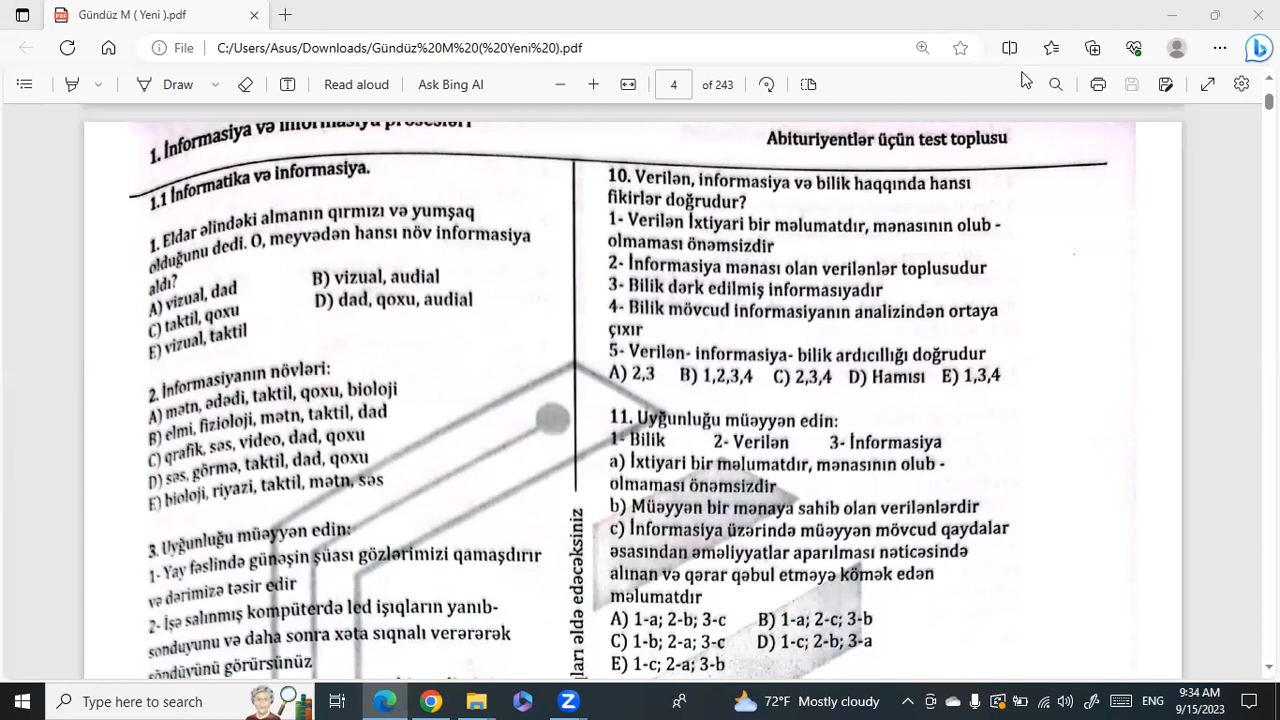 Gündüz M ( Yeni ).pdf
File
C:/Users/Asus/Downloads/Gündüz%20M%20(%20Yeni%20).pdf
Draw
Read aloud
Ask Bing AI
4
of 243
1. İnformasiya və informasiya prosesləri
Abituriyentlər üçün test toplusu
1.1 İnformatika və informasiya.
1. Eldar əlindəki almanın qırmızı və yumşaq
olduğunu dedi. O, meyvədən hansı növ informasiya
aldı?
A) vizual, dad
B) vizual, audial
C) taktil, qoxu
D) dad, qoxu, audial
E) vizual, taktil
2. İnformasiyanın növləri:
A) mətn, ədədi, taktil, qoxu, bioloji
B) elmi, fizioloji, mətn, taktil, dad
C) qrafik, səs, video, dad, qoxu
D) səs, görmə, taktil, dad, qoxu
E) bioloji, riyazi, taktil, mətn, səs
3. Uyğunluğu müəyyən edin:
1- Yay fəslində günəşin şüası gözlərimizi qamaşdırır
və dərimizə təsir edir
2- İşə salınmış kompüterdə led işıqların yanıb-
sonduyunu və daha sonra xəta sıqnalı verərərək
söndüyünü görürsünüz
ları əldə edəcəksiniz
10. Verilən, informasiya və bilik haqqında hansı
fikirlər doğrudur?
1- Verilən İxtiyari bir məlumatdır, mənasının olub -
olmaması önəmsizdir
2- İnformasiya mənası olan verilənlər toplusudur
3- Bilik dərk edilmiş informasıyadır
4- Bilik mövcud informasiyanın analizindən ortaya
çıxır
5- Verilən- informasiya- bilik ardıcıllığı doğrudur
A) 2,3 B) 1,2,3,4 C) 2,3,4 D) Hamısı E) 1,3,4
11. Uyğunluğu müəyyən edin:
1- Bilik 2- Verilən 3- İnformasiya
a) İxtiyari bir məlumatdır, mənasının olub -
olmaması önəmsizdir
b) Müəyyən bir mənaya sahib olan verilənlərdir
c) İnformasiya üzərində müəyyən mövcud qaydalar
əsasından əməliyyatlar aparılması nəticəsində
alınan və qərar qəbul etməyə kömək edən
məlumatdır
A) 1-a; 2-b; 3-c B) 1-a; 2-c; 3-b
C) 1-b; 2-a; 3-c D) 1-c; 2-b; 3-a
E) 1-c; 2-a; 3-b
Type here to search
72°F Mostly cloudy
ENG
9:34 AM
9/15/2023